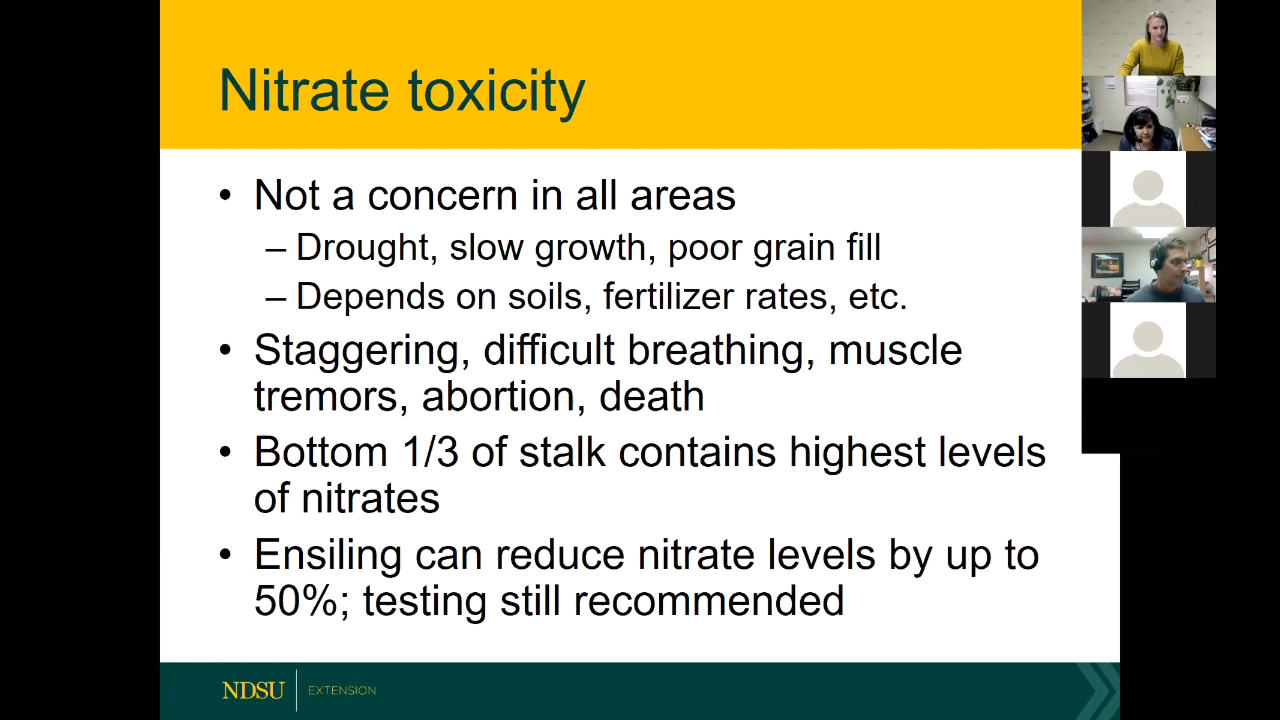 Nitrate toxicity
• Not a concern in all areas
– Drought, slow growth, poor grain fill
– Depends on soils, fertilizer rates, etc.
• Staggering, difficult breathing, muscle
tremors, abortion, death
• Bottom 1/3 of stalk contains highest levels
of nitrates
• Ensiling can reduce nitrate levels by up to
50%; testing still recommended
NDSU EXTENSION